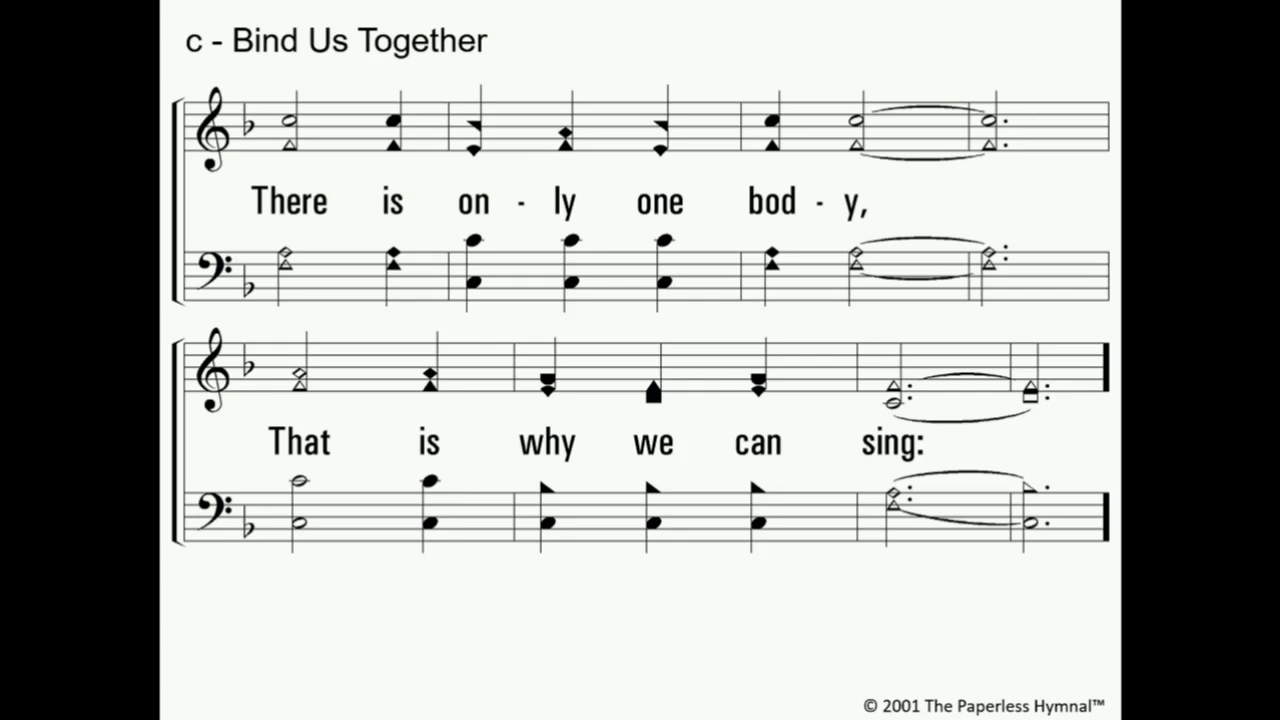 c - Bind Us Together
There is on - ly one bod - y,
That is why we can sing:
© 2001 The Paperless Hymnal™